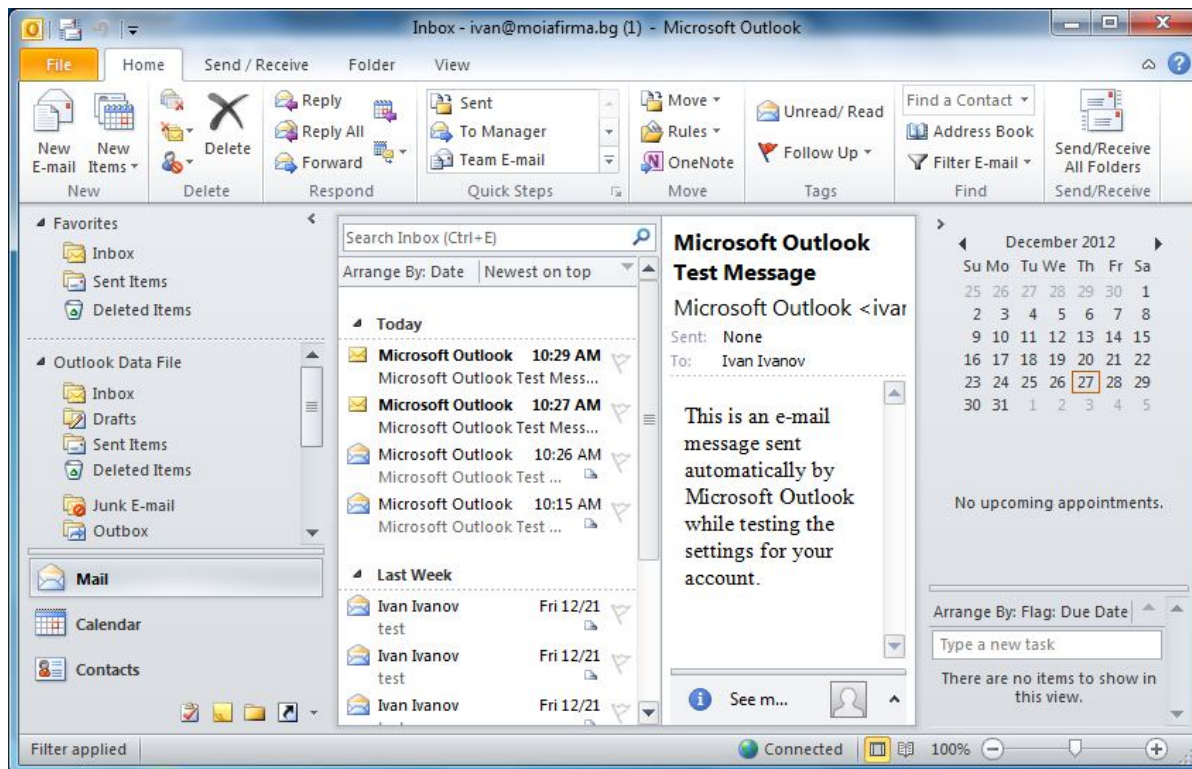 Inbox - ivan@moiafirma.bg (1) - Microsoft Outlook
File Home Send / Receive Folder View
New E-mail
New Items
New
Delete
Delete
Reply
Reply All
Forward
Respond
Sent
To Manager
Team E-mail
Quick Steps
Move
Rules
OneNote
Move
Unread/ Read
Follow Up
Tags
Find a Contact
Address Book
Filter E-mail
Find
Send/Receive
All Folders
Send/Receive
Favorites
Inbox
Sent Items
Deleted Items
Outlook Data File
Inbox
Drafts
Sent Items
Deleted Items
Junk E-mail
Outbox
Mail
Calendar
Contacts
Search Inbox (Ctrl+E)
Arrange By: Date Newest on top
Today
Microsoft Outlook 10:29 AM
Microsoft Outlook Test Mess...
Microsoft Outlook 10:27 AM
Microsoft Outlook Test Mess...
Microsoft Outlook 10:26 AM
Microsoft Outlook Test ...
Microsoft Outlook 10:15 AM
Microsoft Outlook Test ...
Last Week
Ivan Ivanov Fri 12/21
test
Ivan Ivanov Fri 12/21
test
Ivan Ivanov Fri 12/21
Microsoft Outlook
Test Message
Microsoft Outlook <ivar
Sent: None
To: Ivan Ivanov
This is an e-mail
message sent
automatically by
Microsoft Outlook
while testing the
settings for your
account.
See m...
December 2012
Su Mo Tu We Th Fr Sa
25 26 27 28 29 30 1
2 3 4 5 6 7 8
9 10 11 12 13 14 15
16 17 18 19 20 21 22
23 24 25 26 27 28 29
30 31 1 2 3 4 5
No upcoming appointments.
Arrange By: Flag: Due Date
Type a new task
There are no items to show in
this view.
Filter applied
Connected
100%